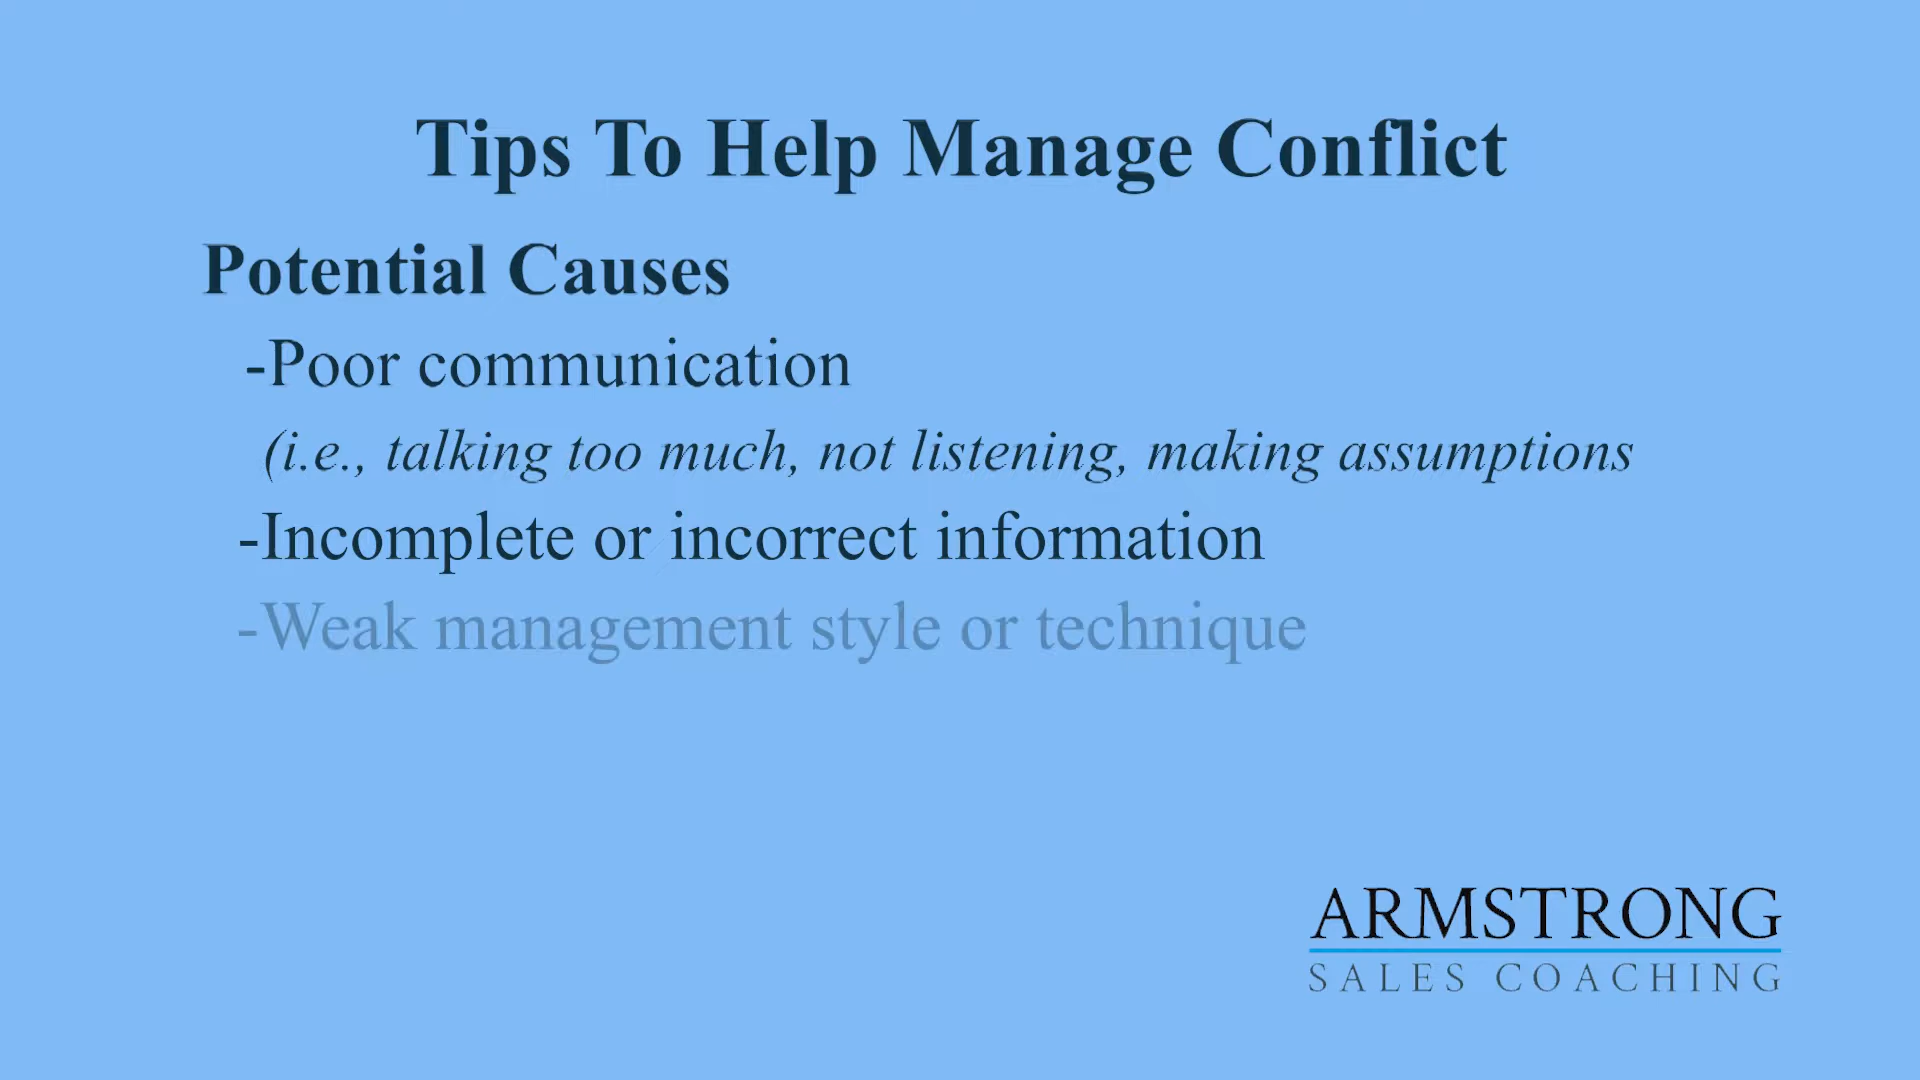 Tips To Help Manage Conflict
Potential Causes
-Poor communication
(i.e., talking too much, not listening, making assumptions
-Incomplete or incorrect information
-Weak management style or technique
ARMSTRONG
SALES COACHING